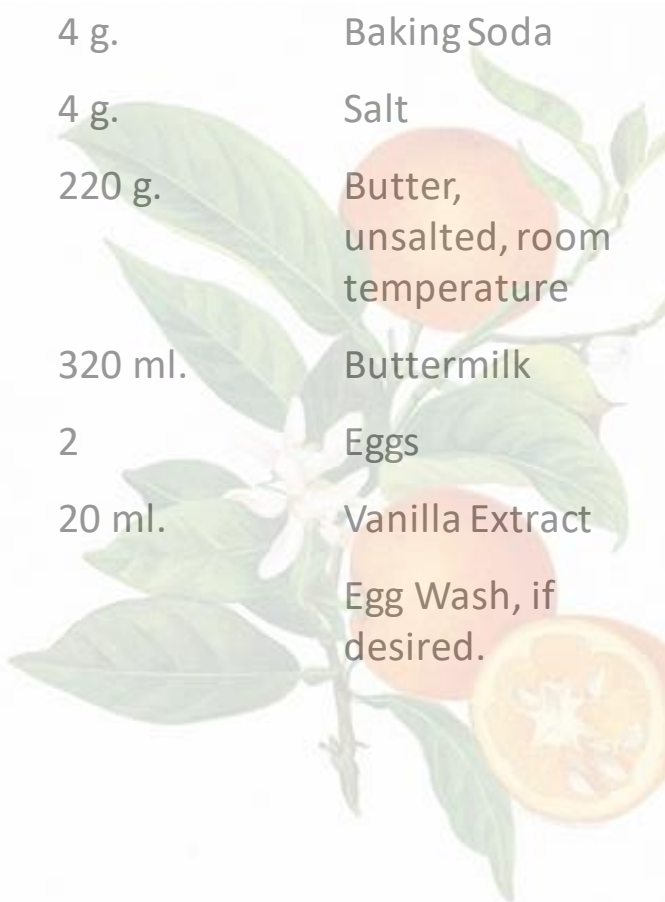 4 g. Baking Soda
4 g. Salt
220 g. Butter,
unsalted, room
temperature
320 ml. Buttermilk
2 Eggs
20 ml. Vanilla Extract
Egg Wash, if
desired.